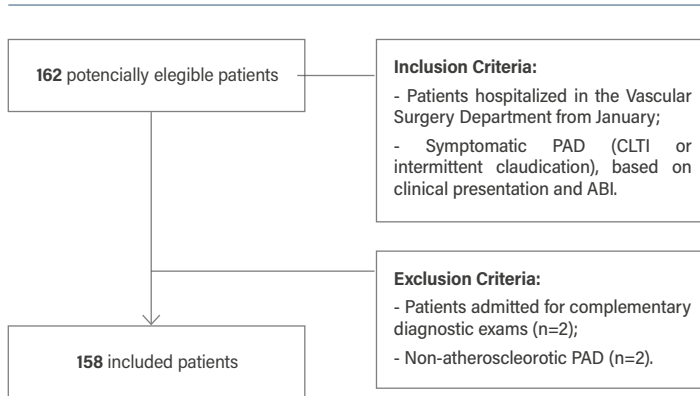 162 potencially elegible patients
Inclusion Criteria:
- Patients hospitalized in the Vascular
Surgery Department from January;
- Symptomatic PAD (CLTI or
intermittent claudication), based on
clinical presentation and ABI.
Exclusion Criteria:
- Patients admitted for complementary
diagnostic exams (n=2);
- Non-atheroscleorotic PAD (n=2).
158 included patients